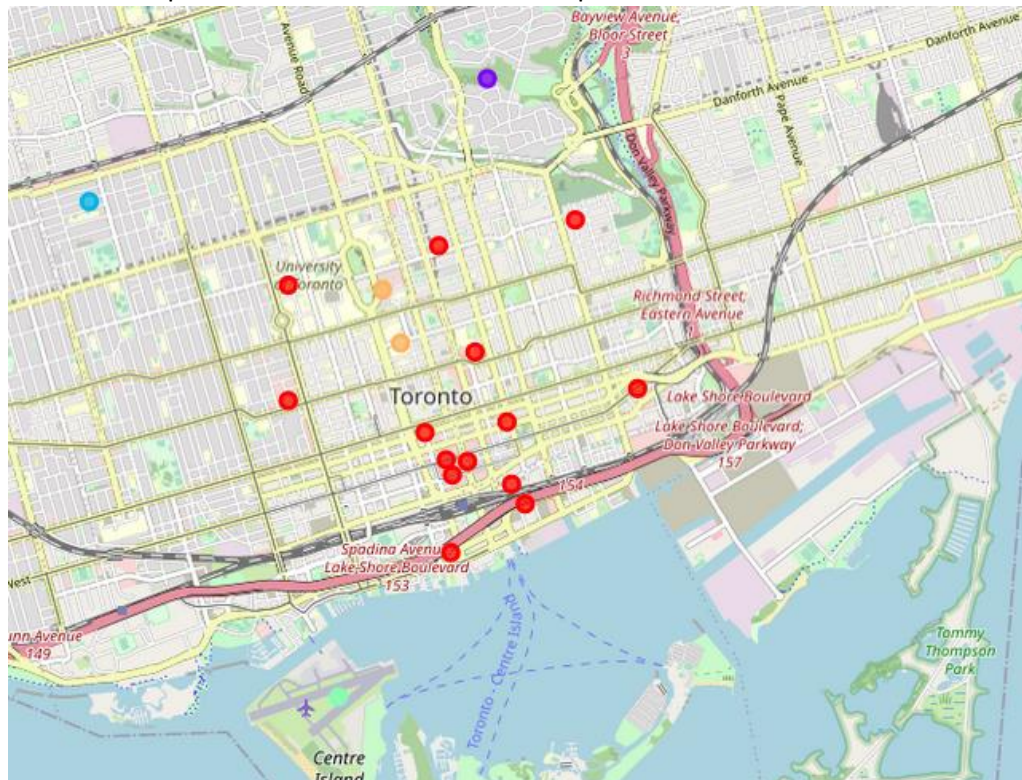 Bayview Avenue;
Bloor Street
3
Avenue Road
Danforth Avenue
Danforth Avenue
Pape Avenue
Don Valley Parkway
University
of Toronto
Richmond Street;
Eastern Avenue
1
Toronto
Lake Shore Boulevard
Lake Shore Boulevard;
Don Valley Parkway
157
154
Spadina Avenue
Lake Shore Boulevard
153
West
unn Avenue
149
Toronto - Centre Island
Tommy
Thompson
Park
Centre
Island